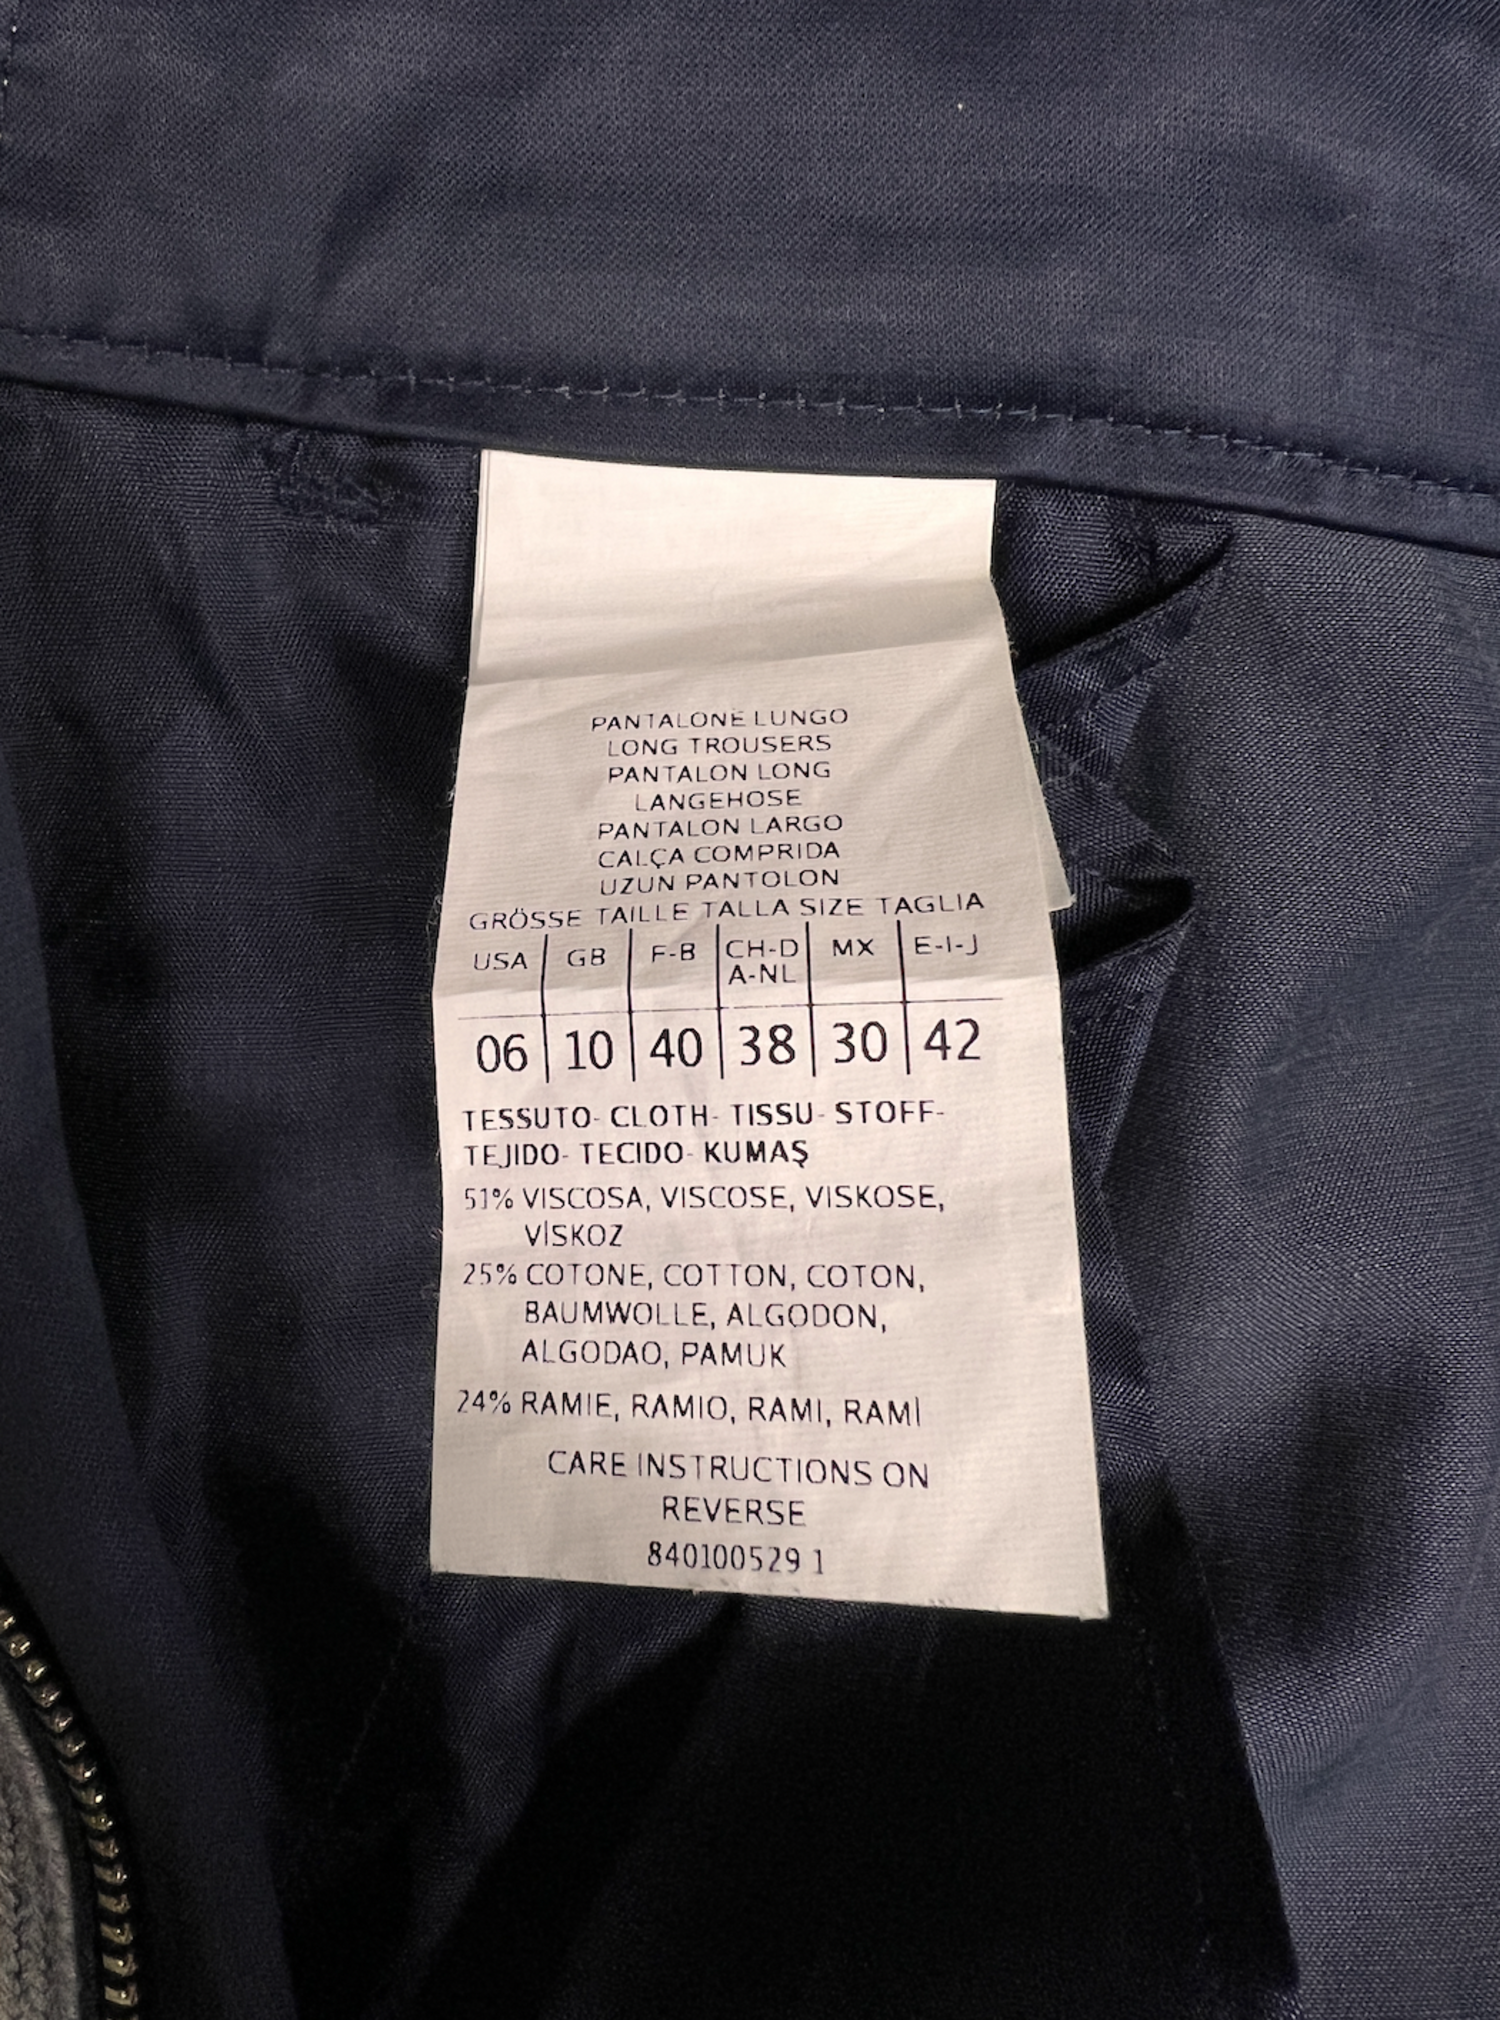 PANTALONE LUNGO
LONG TROUSERS
PANTALON LONG
LANGEHOSE
PANTALON LARGO
CALÇA COMPRIDA
UZUN PANTOLON
GRÖSSE TAILLE TALLA SIZE TAGLIA
USA GB F-B CH-D A-NL MX E-I-J
06 10 40 38 30 42
TESSUTO- CLOTH- TISSU- STOFF-
TEJIDO- TECIDO- KUMAŞ
51% VISCOSA, VISCOSE, VISKOSE,
VİSKOZ
25% COTONE, COTTON, COTON,
BAUMWOLLE, ALGODON,
ALGODAO, PAMUK
24% RAMIE, RAMIO, RAMI, RAMİ
CARE INSTRUCTIONS ON
REVERSE
840100529 1